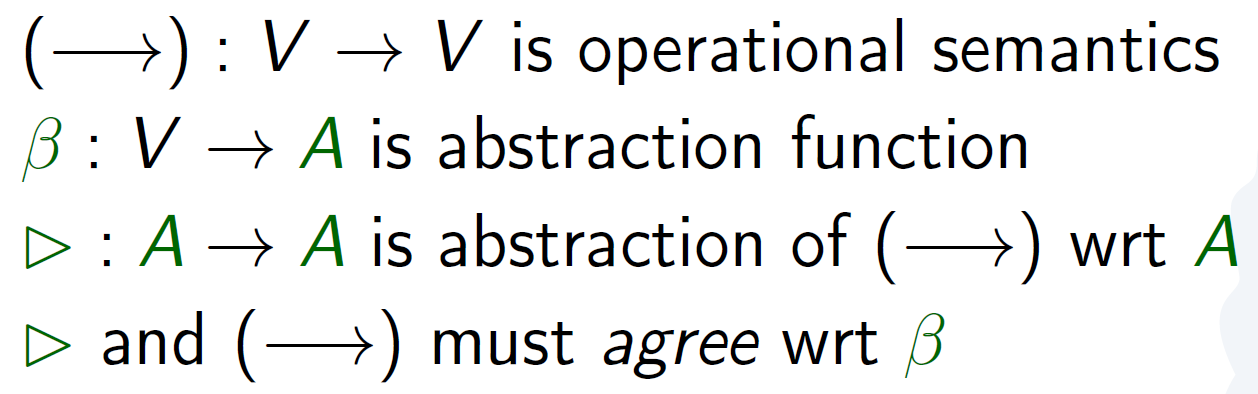 (⟶) : V → V is operational semantics
β : V → A is abstraction function
▷ : A → A is abstraction of (⟶) wrt A
▷ and (⟶) must agree wrt β